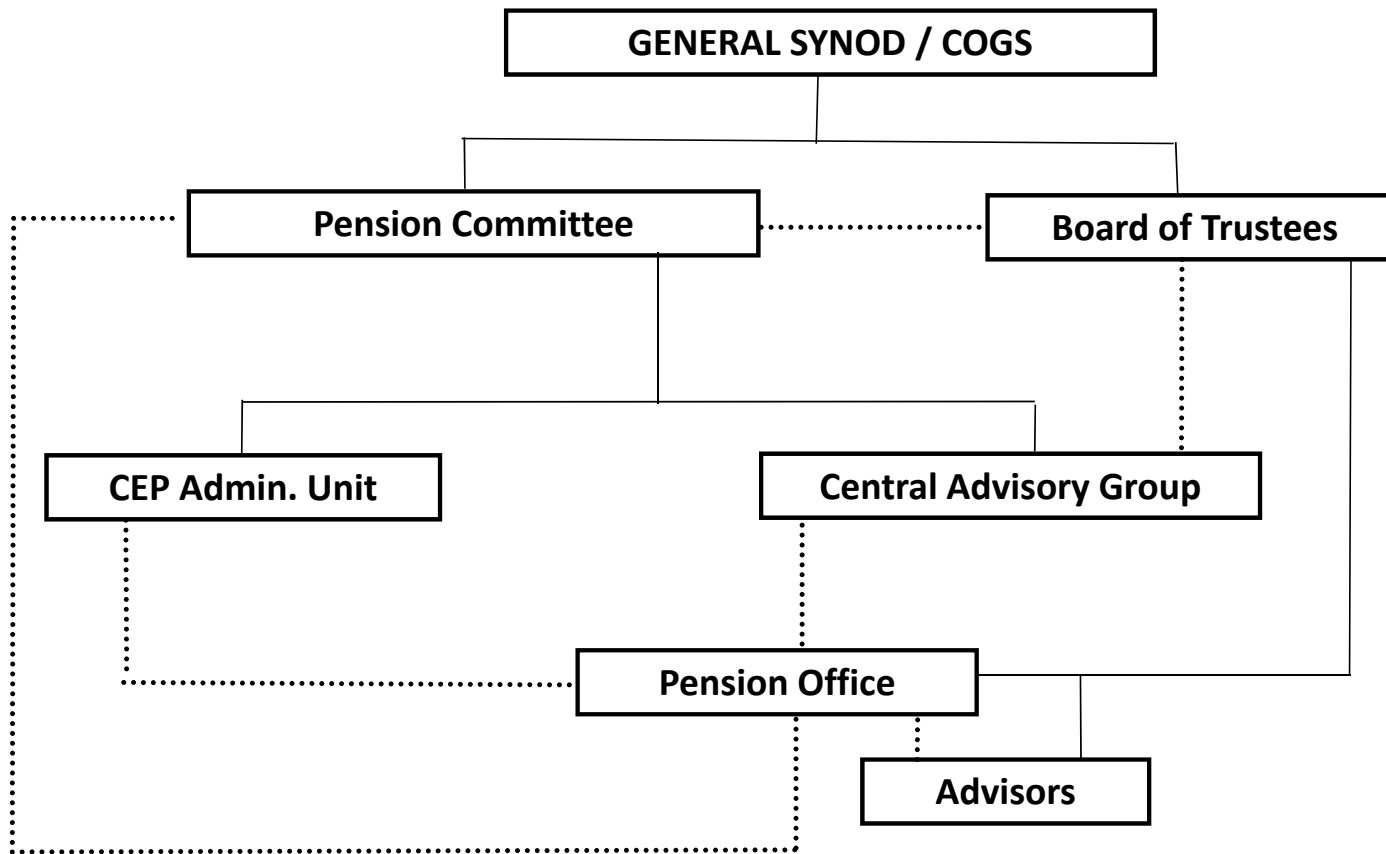 GENERAL SYNOD / COGS
Pension Committee
Board of Trustees
CEP Admin. Unit
Central Advisory Group
Pension Office
Advisors